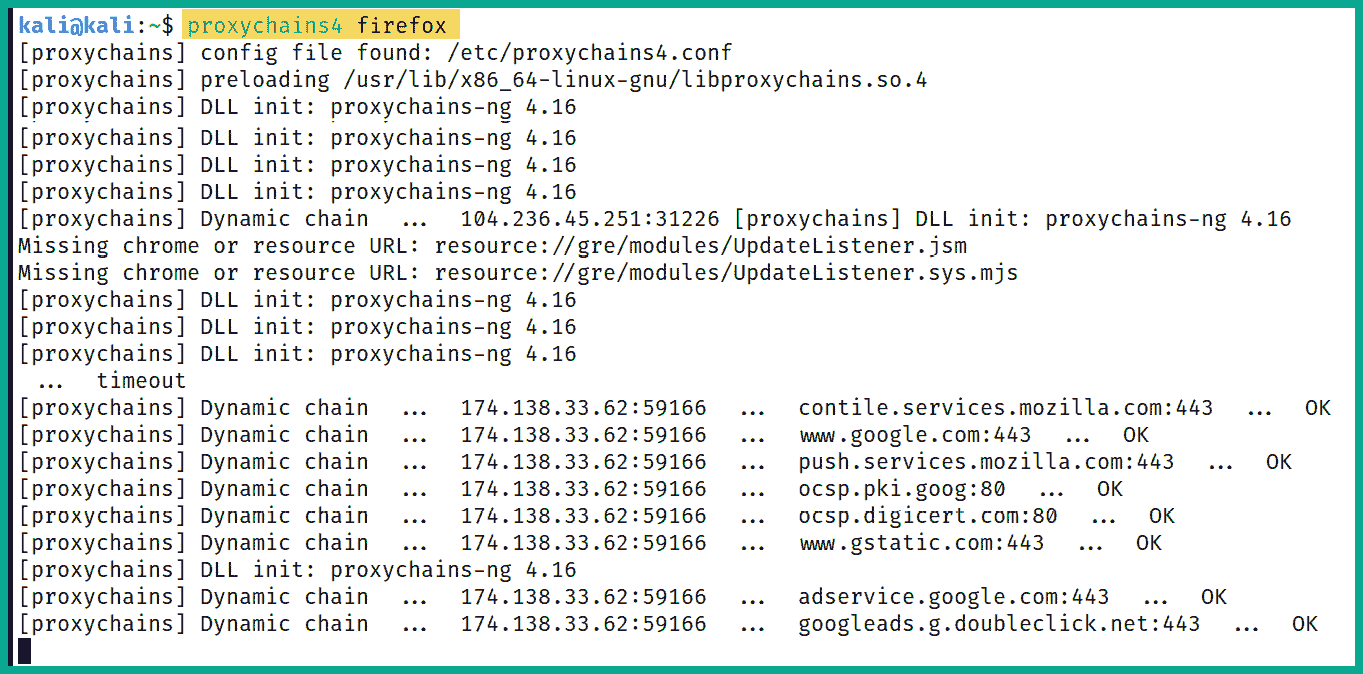 kali@kali:~$ proxychains4 firefox
[proxychains] config file found: /etc/proxychains4.conf
[proxychains] preloading /usr/lib/x86_64-linux-gnu/libproxychains.so.4
[proxychains] DLL init: proxychains-ng 4.16
[proxychains] DLL init: proxychains-ng 4.16
[proxychains] DLL init: proxychains-ng 4.16
[proxychains] DLL init: proxychains-ng 4.16
[proxychains] Dynamic chain  ...  104.236.45.251:31226 [proxychains] DLL init: proxychains-ng 4.16
Missing chrome or resource URL: resource://gre/modules/UpdateListener.jsm
Missing chrome or resource URL: resource://gre/modules/UpdateListener.sys.mjs
[proxychains] DLL init: proxychains-ng 4.16
[proxychains] DLL init: proxychains-ng 4.16
[proxychains] DLL init: proxychains-ng 4.16
 ...  timeout
[proxychains] Dynamic chain  ...  174.138.33.62:59166  ...  contile.services.mozilla.com:443  ...  OK
[proxychains] Dynamic chain  ...  174.138.33.62:59166  ...  www.google.com:443  ...  OK
[proxychains] Dynamic chain  ...  174.138.33.62:59166  ...  push.services.mozilla.com:443  ...  OK
[proxychains] Dynamic chain  ...  174.138.33.62:59166  ...  ocsp.pki.goog:80  ...  OK
[proxychains] Dynamic chain  ...  174.138.33.62:59166  ...  ocsp.digicert.com:80  ...  OK
[proxychains] Dynamic chain  ...  174.138.33.62:59166  ...  www.gstatic.com:443  ...  OK
[proxychains] DLL init: proxychains-ng 4.16
[proxychains] Dynamic chain  ...  174.138.33.62:59166  ...  adservice.google.com:443  ...  OK
[proxychains] Dynamic chain  ...  174.138.33.62:59166  ...  googleads.g.doubleclick.net:443  ...  OK